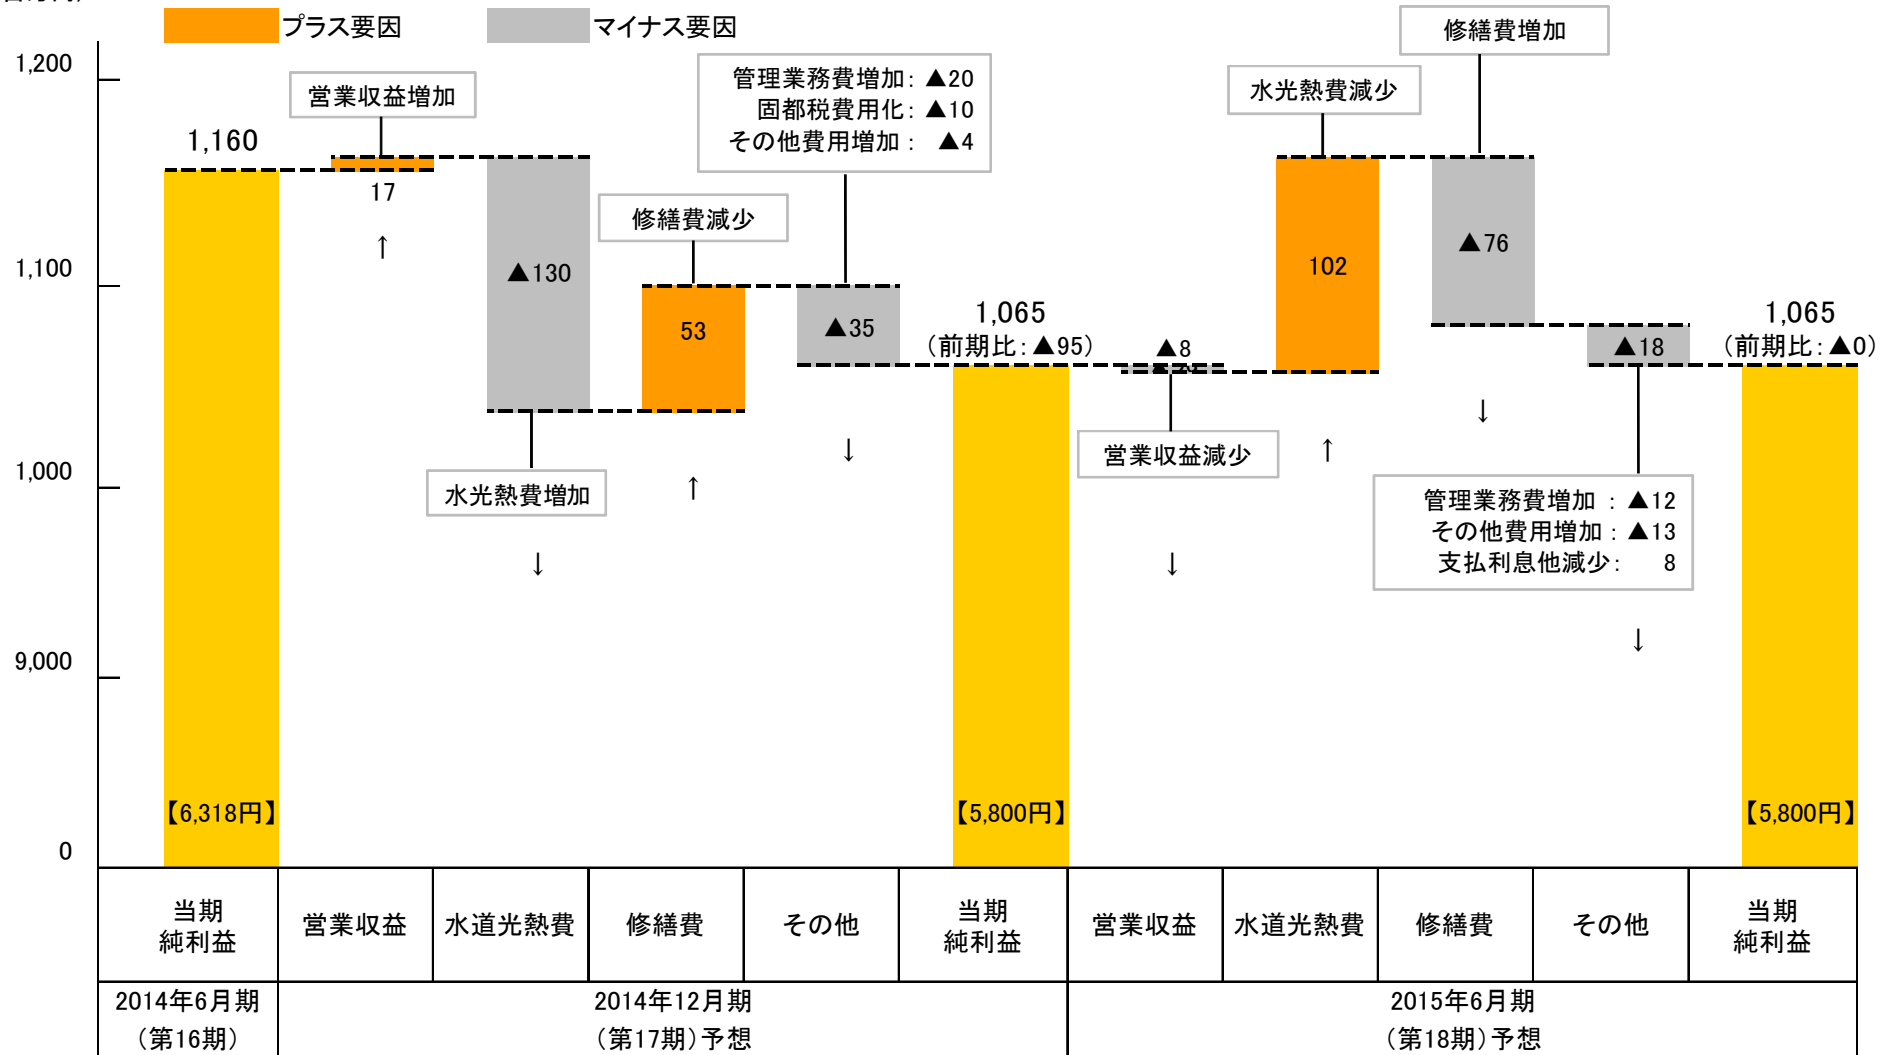 プラス要因
マイナス要因
1,200
1,100
1,000
9,000
0
1,160
営業収益増加
17
↑
▲130
水光熱費増加
↓
修繕費減少
53
↑
管理業務費増加：▲20
固都税費用化：▲10
その他費用増加：▲4
▲35
↓
1,065
（前期比：▲95）
▲8
営業収益減少
↓
水光熱費減少
102
↑
修繕費増加
▲76
↓
▲18
管理業務費増加：▲12
その他費用増加：▲13
支払利息他減少：8
↓
1,065
（前期比：▲0）
【6,318円】
【5,800円】
【5,800円】
当期
純利益
営業収益
水道光熱費
修繕費
その他
当期
純利益
営業収益
水道光熱費
修繕費
その他
当期
純利益
2014年6月期
（第16期）
2014年12月期
（第17期）予想
2015年6月期
（第18期）予想